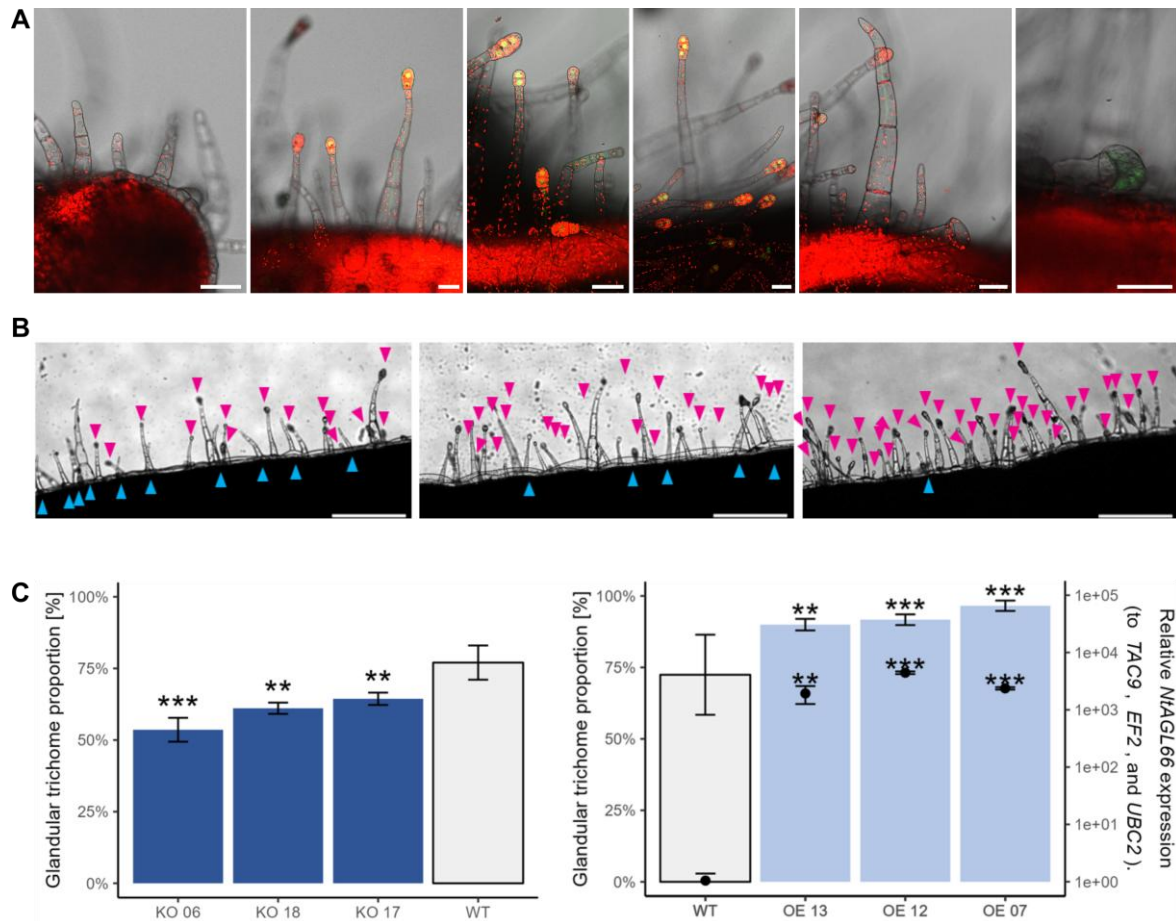 A
B
C
Glandular trichome proportion [%]
100%
75%
50%
25%
0%
***
**
**
KO 06 KO 18 KO 17 WT
Glandular trichome proportion [%]
100%
75%
50%
25%
0%
** *** ***
** *** ***
WT OE 13 OE 12 OE 07
1e+05
1e+04
1e+03
1e+02
1e+01
1e+00
Relative NtAGL66 expression
(to TAC9 , EF2 , and UBC2 ).